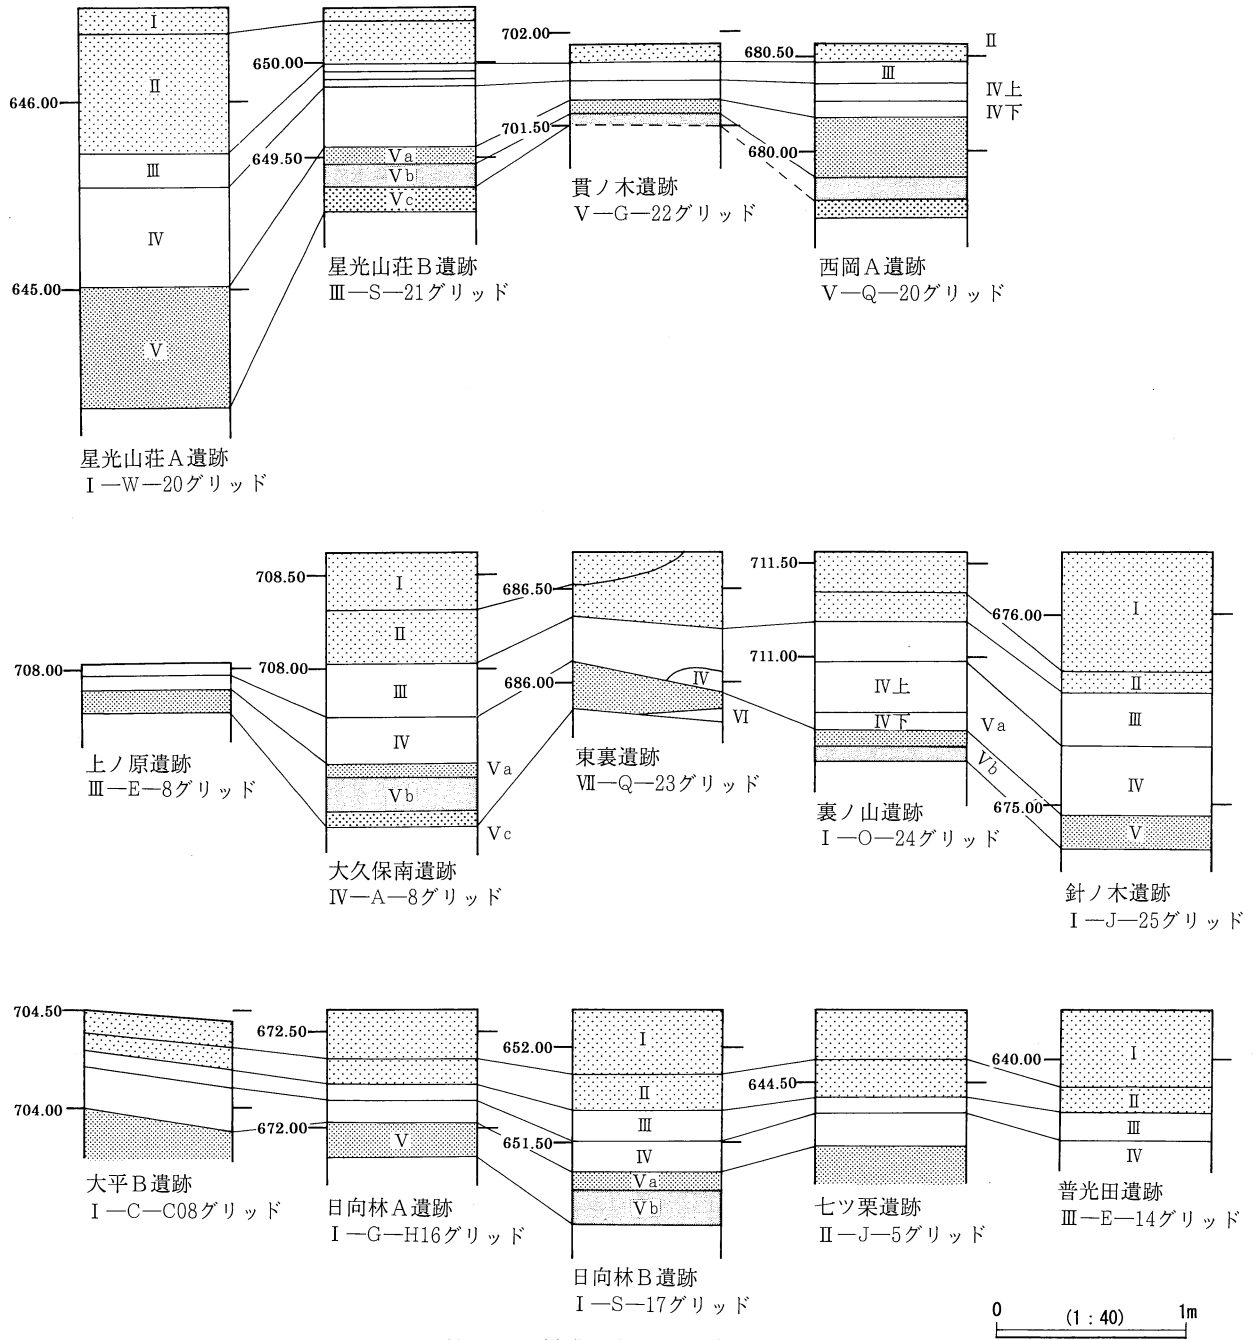 Ⅰ
Ⅱ
646.00
Ⅲ
Ⅳ
645.00
Ⅴ
星光山荘A遺跡
Ⅰ—W—20グリッド
650.00
649.50
Ⅴa
Ⅴb
Ⅴc
星光山荘B遺跡
Ⅲ—S—21グリッド
702.00
701.50
貫ノ木遺跡
Ⅴ—G—22グリッド
Ⅱ
680.50
Ⅲ
Ⅳ上
Ⅳ下
680.00
西岡A遺跡
Ⅴ—Q—20グリッド
708.00
上ノ原遺跡
Ⅲ—E—8グリッド
708.50
Ⅰ
Ⅱ
708.00
Ⅲ
Ⅳ
Ⅴa
Ⅴb
Ⅴc
大久保南遺跡
Ⅳ—A—8グリッド
686.50
686.00
Ⅳ
Ⅵ
東裏遺跡
Ⅶ—Q—23グリッド
711.50
711.00
Ⅳ上
Ⅳ下
Ⅴa
Ⅴb
裏ノ山遺跡
Ⅰ—O—24グリッド
676.00
Ⅰ
Ⅱ
Ⅲ
Ⅳ
675.00
Ⅴ
針ノ木遺跡
Ⅰ—J—25グリッド
704.50
704.00
大平B遺跡
Ⅰ—C—C08グリッド
672.50
672.00
Ⅴ
日向林A遺跡
Ⅰ—G—H16グリッド
652.00
Ⅰ
Ⅱ
Ⅲ
651.50
Ⅳ
Ⅴa
Ⅴb
日向林B遺跡
Ⅰ—S—17グリッド
644.50
七ツ栗遺跡
Ⅱ—J—5グリッド
640.00
Ⅰ
Ⅱ
Ⅲ
Ⅳ
普光田遺跡
Ⅲ—E—14グリッド
0 (1:40) 1m